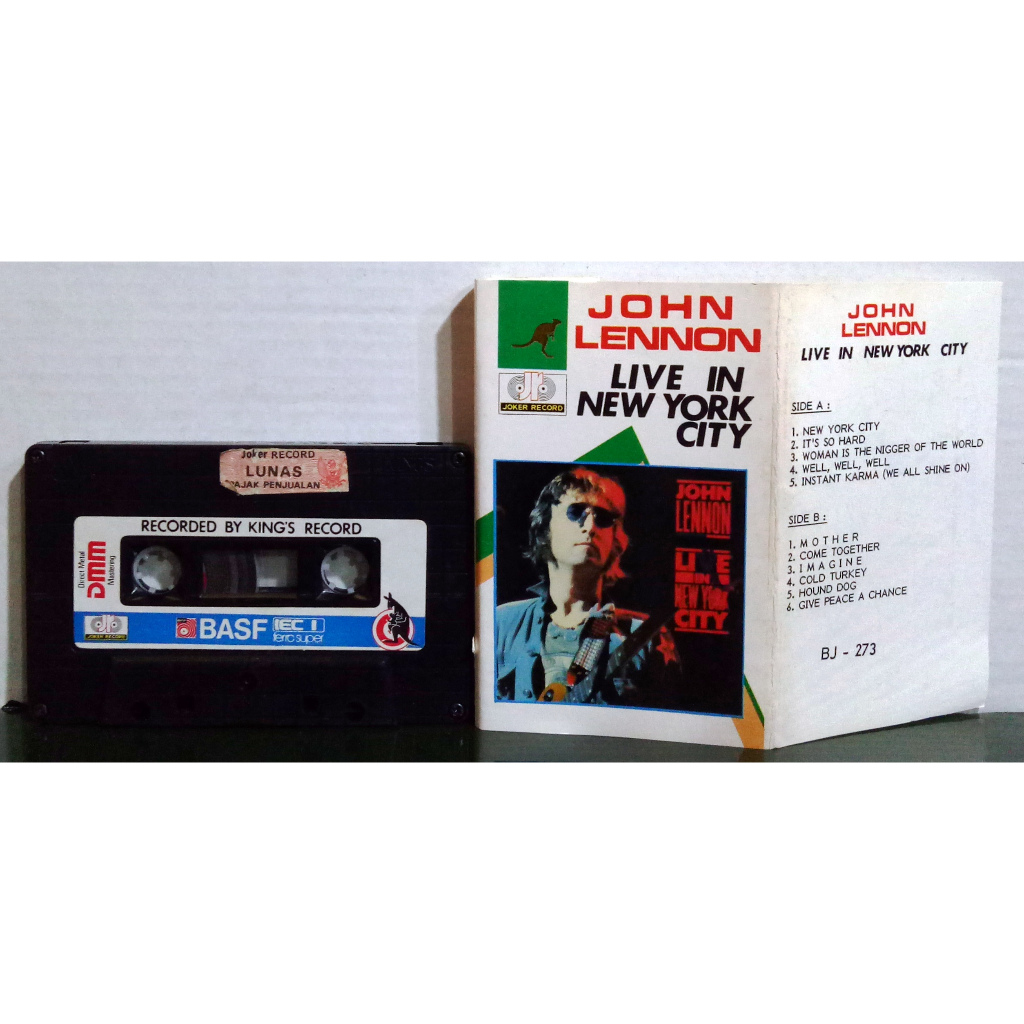 Joker RECORD
LUNAS
PAJAK PENJUALAN
RECORDED BY KING'S RECORD
Direct Metal
Mastering
DMM
JOKER RECORD
BASF IEC I
ferro super
JOHN
LENNON
LIVE IN
NEW YORK
CITY
JR
JOKER RECORD
JOHN
LENNON
LIVE
IN
NEW YORK
CITY
JOHN
LENNON
LIVE IN NEW YORK CITY
SIDE A :
1. NEW YORK CITY
2. IT'S SO HARD
3. WOMAN IS THE NIGGER OF THE WORLD
4. WELL, WELL, WELL
5. INSTANT KARMA (WE ALL SHINE ON)
SIDE B :
1. MOTHER
2. COME TOGETHER
3. IMAGINE
4. COLD TURKEY
5. HOUND DOG
6. GIVE PEACE A CHANCE
BJ - 273